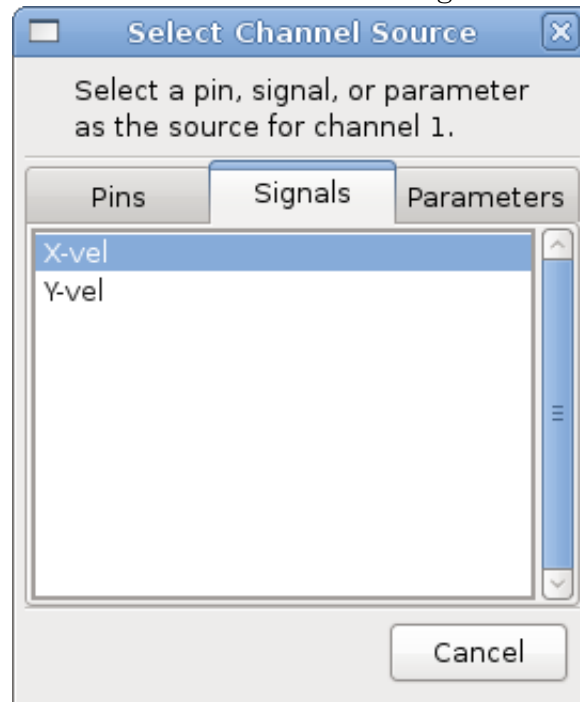 Select Channel Source
Select a pin, signal, or parameter
as the source for channel 1.
Pins Signals Parameters
X-vel
Y-vel
Cancel